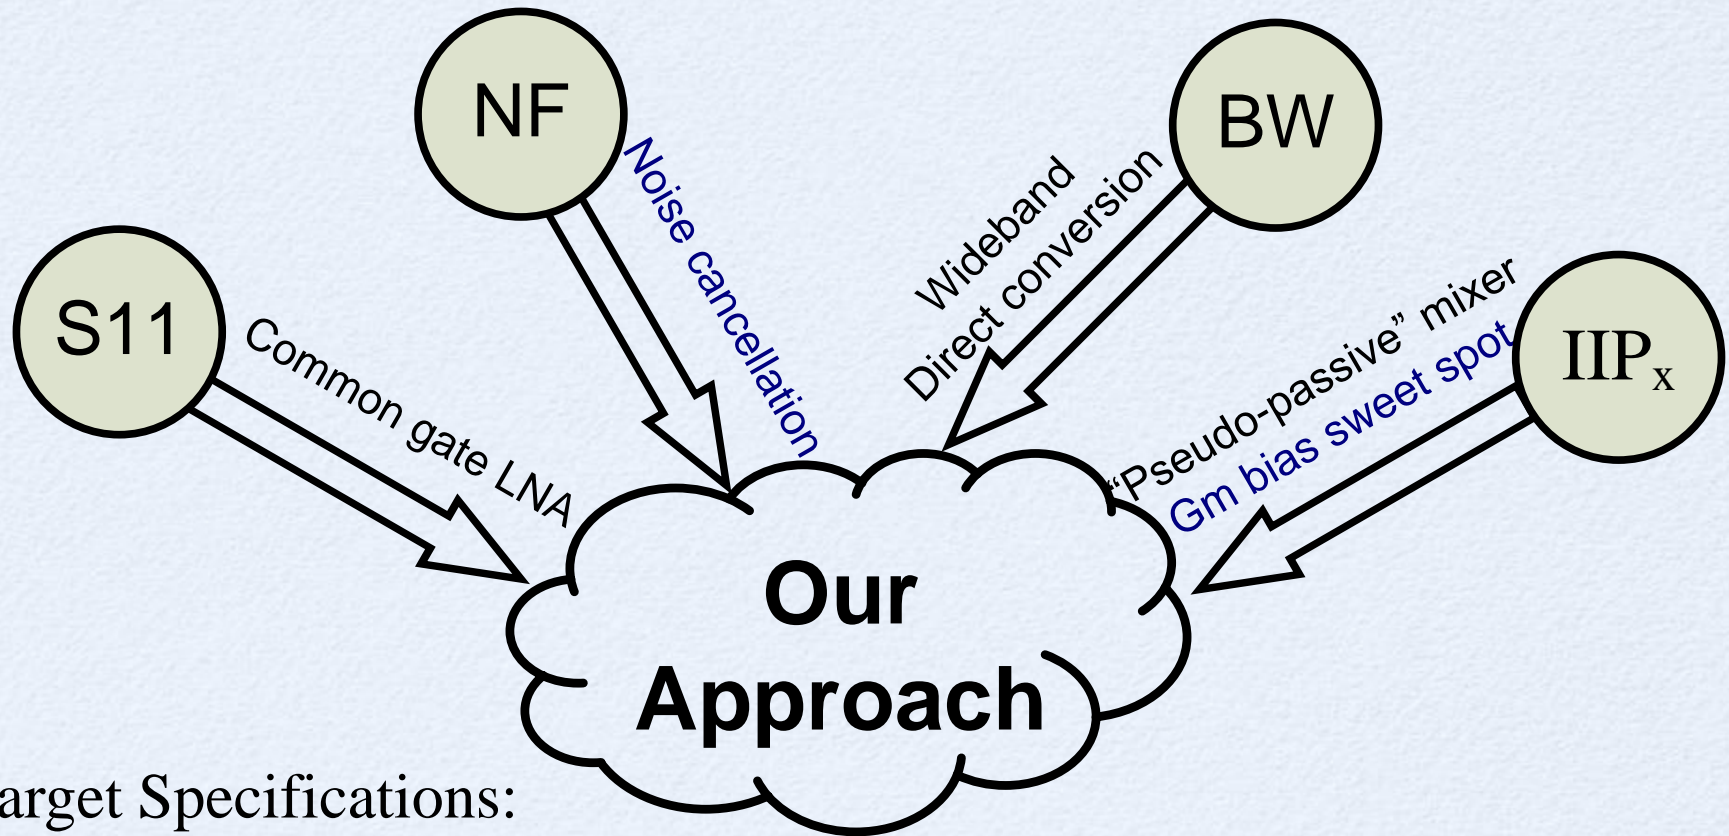 NF
BW
S11
IIPx
Common gate LNA
Noise cancellation
Wideband
Direct conversion
“Pseudo-passive” mixer
Gm bias sweet spot
Our
Approach
arget Specifications: